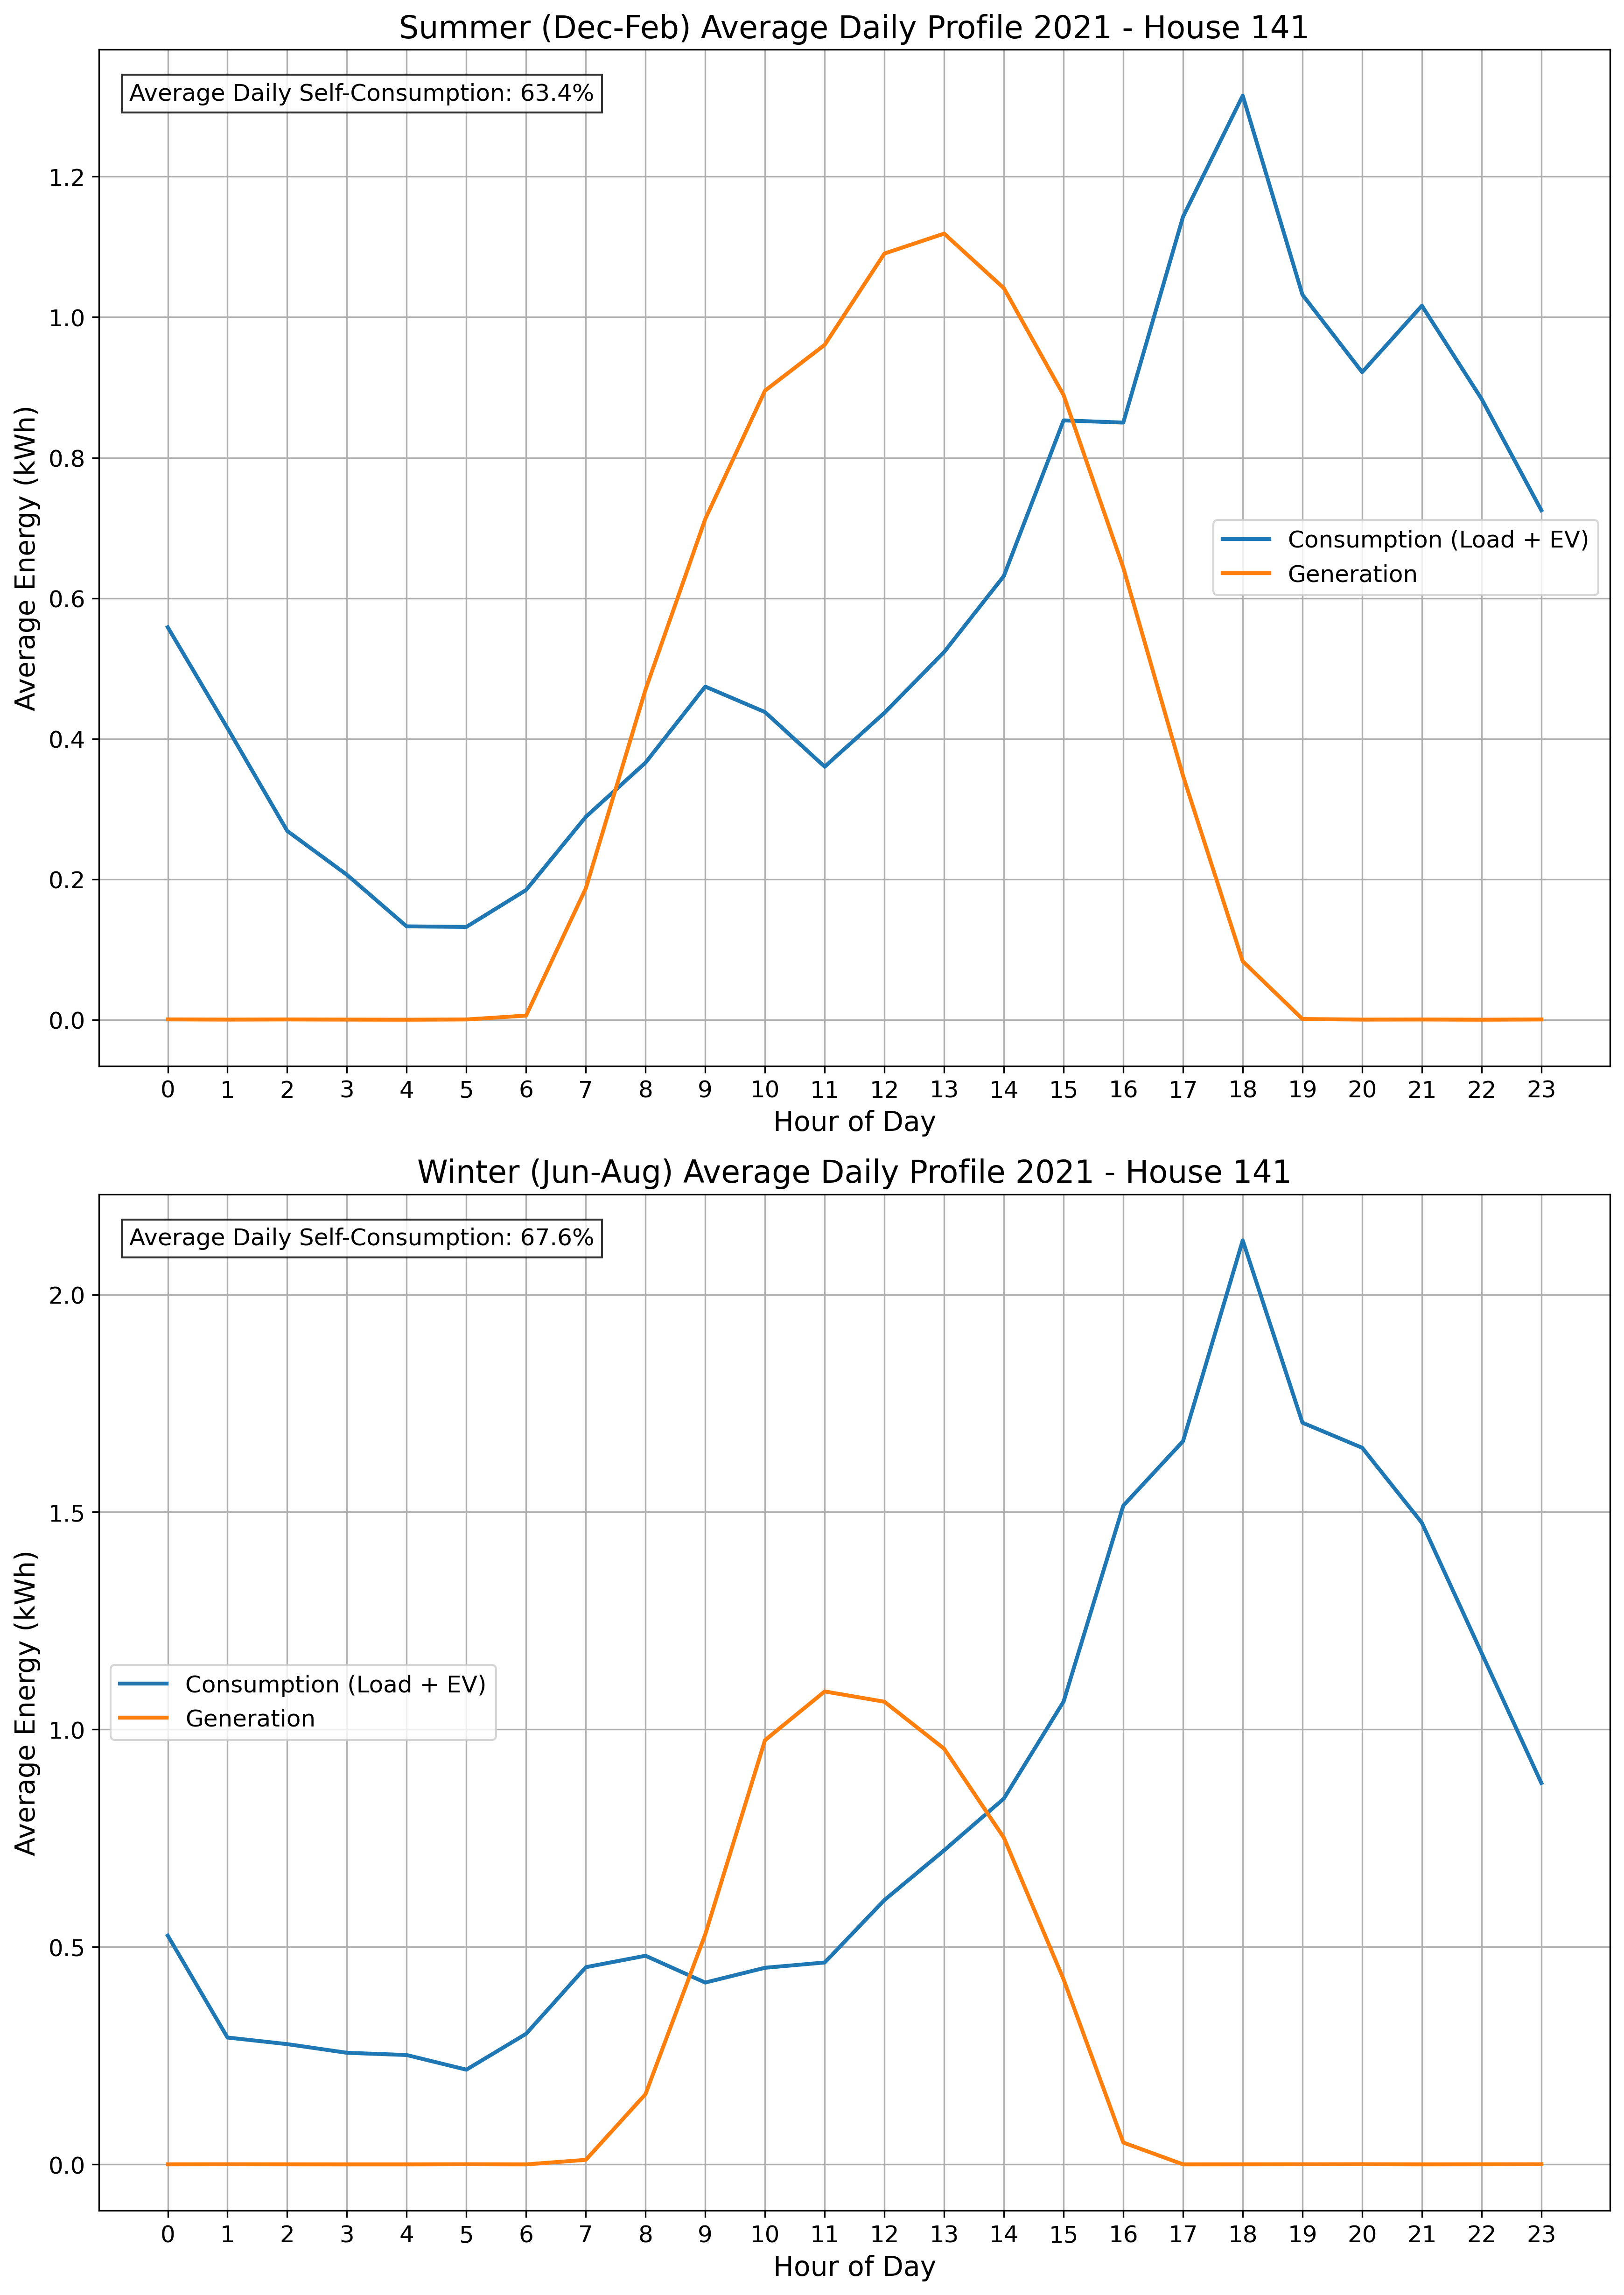 Summer (Dec-Feb) Average Daily Profile 2021 - House 141
Average Daily Self-Consumption: 63.4%
1.2
1.0
0.8
0.6
0.4
0.2
0.0
Average Energy (kWh)
Consumption (Load + EV)
Generation
0 1 2 3 4 5 6 7 8 9 10 11 12 13 14 15 16 17 18 19 20 21 22 23
Hour of Day
Winter (Jun-Aug) Average Daily Profile 2021 - House 141
Average Daily Self-Consumption: 67.6%
2.0
1.5
1.0
0.5
0.0
Average Energy (kWh)
Consumption (Load + EV)
Generation
0 1 2 3 4 5 6 7 8 9 10 11 12 13 14 15 16 17 18 19 20 21 22 23
Hour of Day